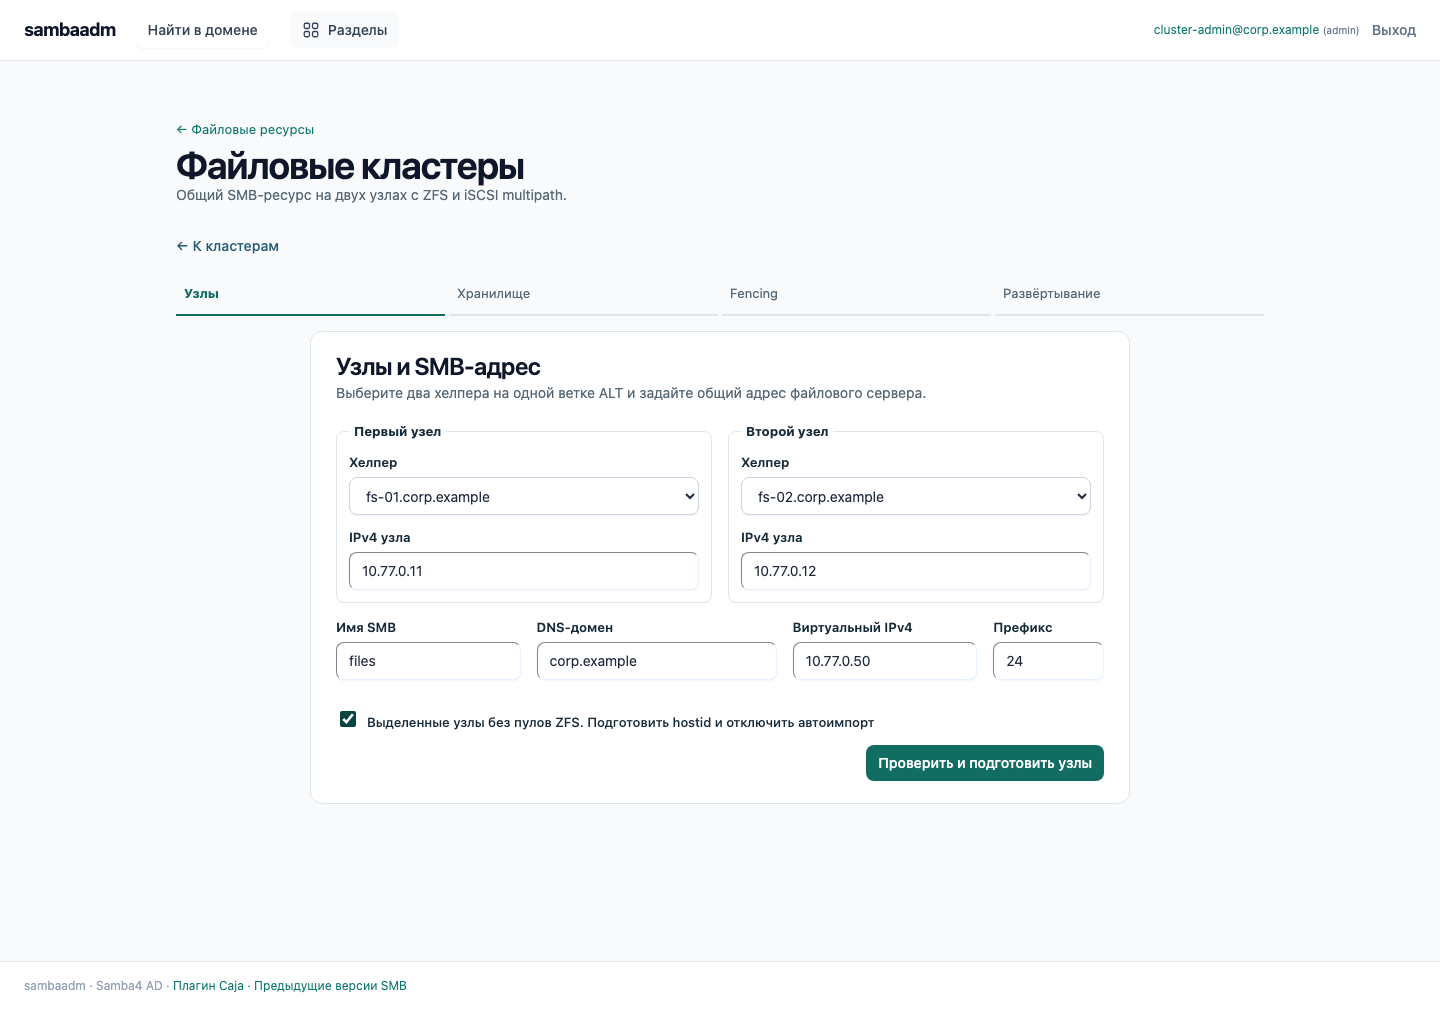 sambaadm
Найти в домене
Разделы
cluster-admin@corp.example (admin)
Выход
← Файловые ресурсы
Файловые кластеры
Общий SMB-ресурс на двух узлах с ZFS и iSCSI multipath.
← К кластерам
Узлы
Хранилище
Fencing
Развёртывание
Узлы и SMB-адрес
Выберите два хелпера на одной ветке ALT и задайте общий адрес файлового сервера.
Первый узел
Хелпер
fs-01.corp.example
IPv4 узла
10.77.0.11
Второй узел
Хелпер
fs-02.corp.example
IPv4 узла
10.77.0.12
Имя SMB
files
DNS-домен
corp.example
Виртуальный IPv4
10.77.0.50
Префикс
24
Выделенные узлы без пулов ZFS. Подготовить hostid и отключить автоимпорт
Проверить и подготовить узлы
sambaadm · Samba4 AD · Плагин Caja · Предыдущие версии SMB